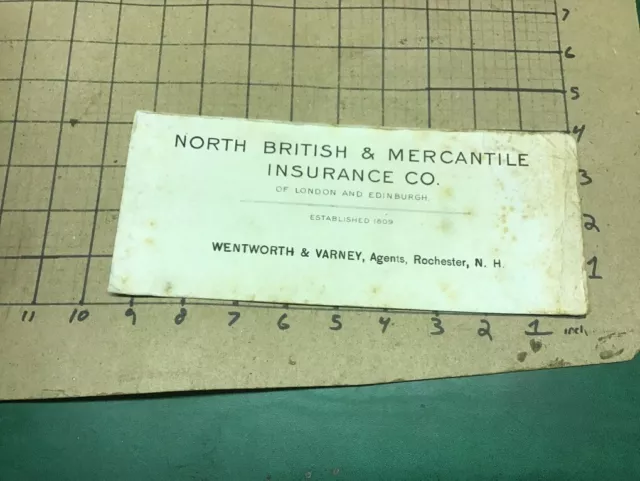 7
6
5
4
NORTH BRITISH & MERCANTILE
INSURANCE CO.
OF LONDON AND EDINBURGH.
ESTABLISHED 1809
WENTWORTH & VARNEY, Agents, Rochester, N. H.
3
2
1
11 10 9 8 7 6 5 4 3 2 1 inch